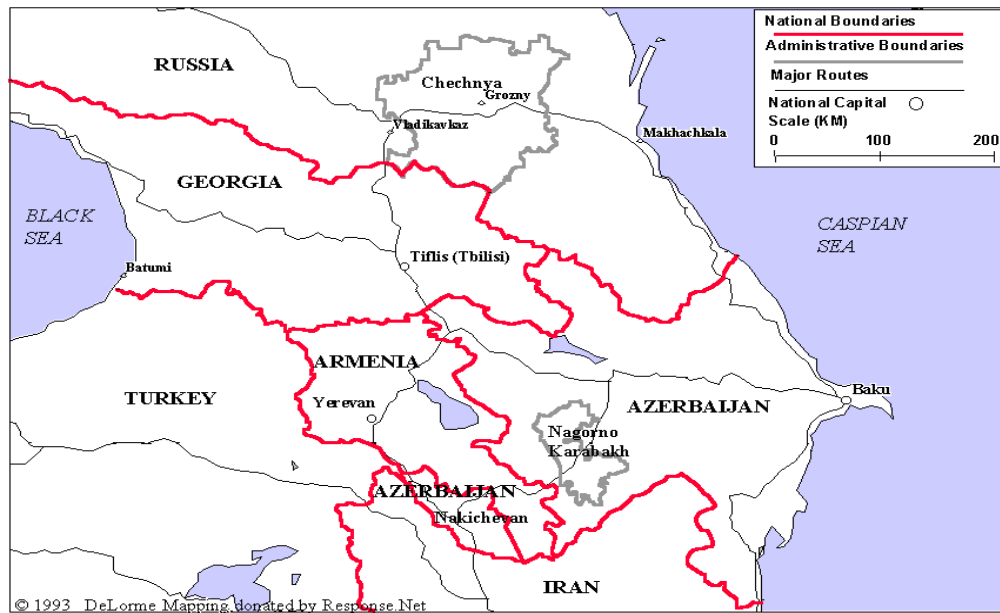 National Boundaries
Administrative Boundaries
Major Routes
National Capital
Scale (KM)
0 100 200
RUSSIA
Chechnya
Grozny
Vladikavkaz
Makhachkala
GEORGIA
BLACK
SEA
CASPIAN
SEA
Tiflis (Tbilisi)
Batumi
ARMENIA
TURKEY
Yerevan
Baku
AZERBAIJAN
Nagorno
Karabakh
AZERBAIJAN
Nakichevan
IRAN
© 1993 DeLorme Mapping donated by Response.Net